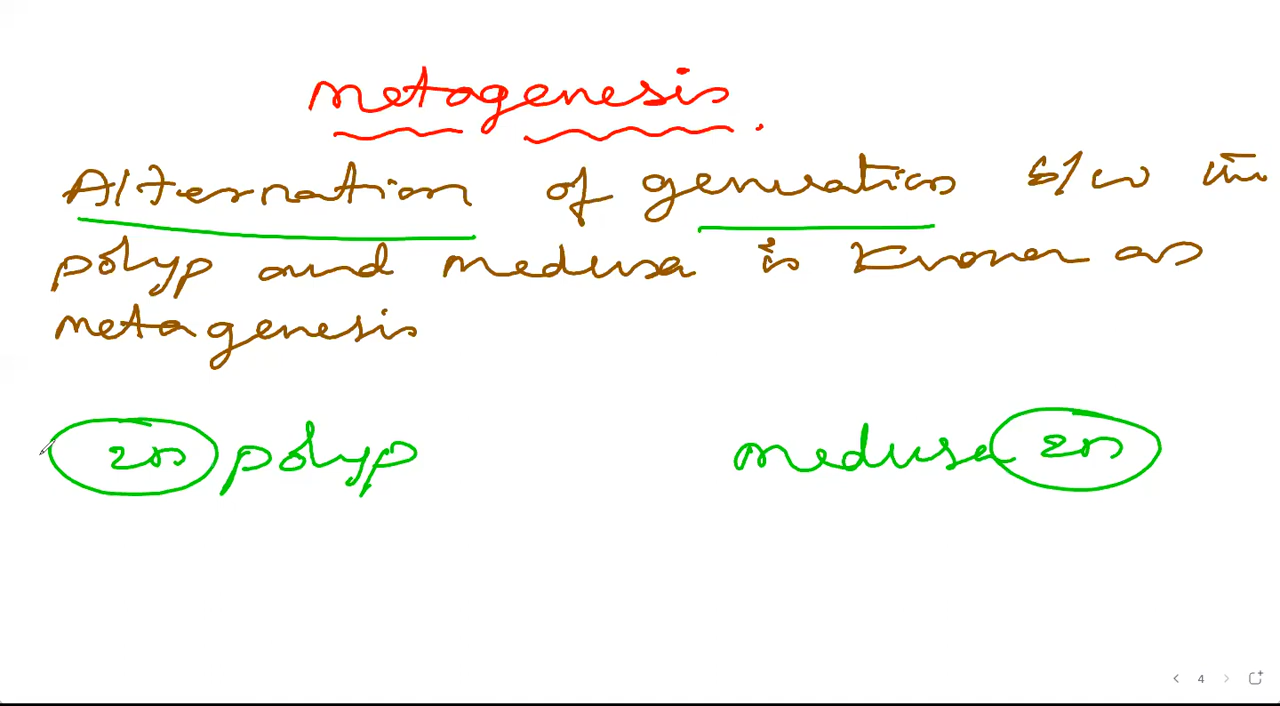 metagenesis.
Alternation of generation b/w the
polyp and medusa is known as
metagenesis
2n polyp medusa 2n
4